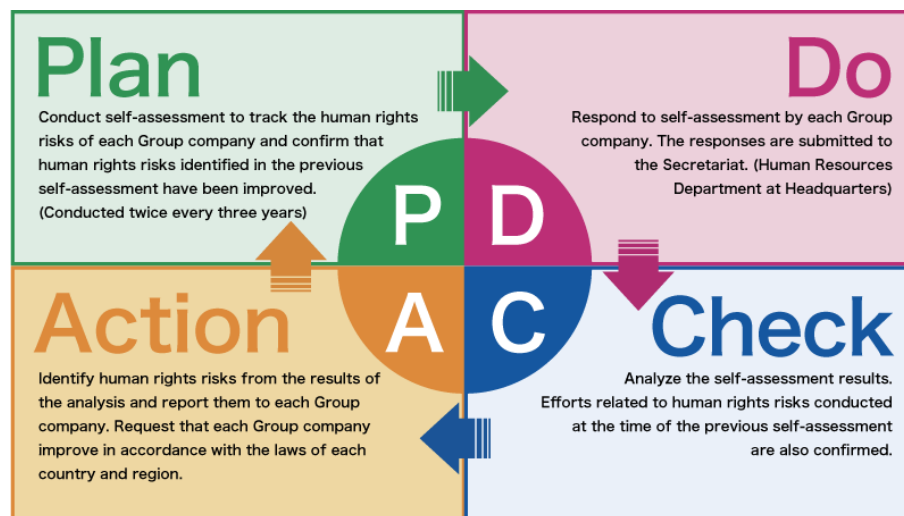 Plan
Conduct self-assessment to track the human rights
risks of each Group company and confirm that
human rights risks identified in the previous
self-assessment have been improved.
(Conducted twice every three years)
Do
Respond to self-assessment by each Group
company. The responses are submitted to
the Secretariat. (Human Resources
Department at Headquarters)
P
D
A
C
Action
Identify human rights risks from the results of
the analysis and report them to each Group
company. Request that each Group company
improve in accordance with the laws of each
country and region.
Check
Analyze the self-assessment results.
Efforts related to human rights risks conducted
at the time of the previous self-assessment
are also confirmed.